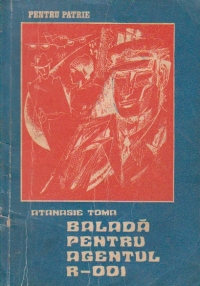 PENTRU PATRIE
ATANASIE TOMA
BALADĂ
PENTRU
AGENTUL
R-001